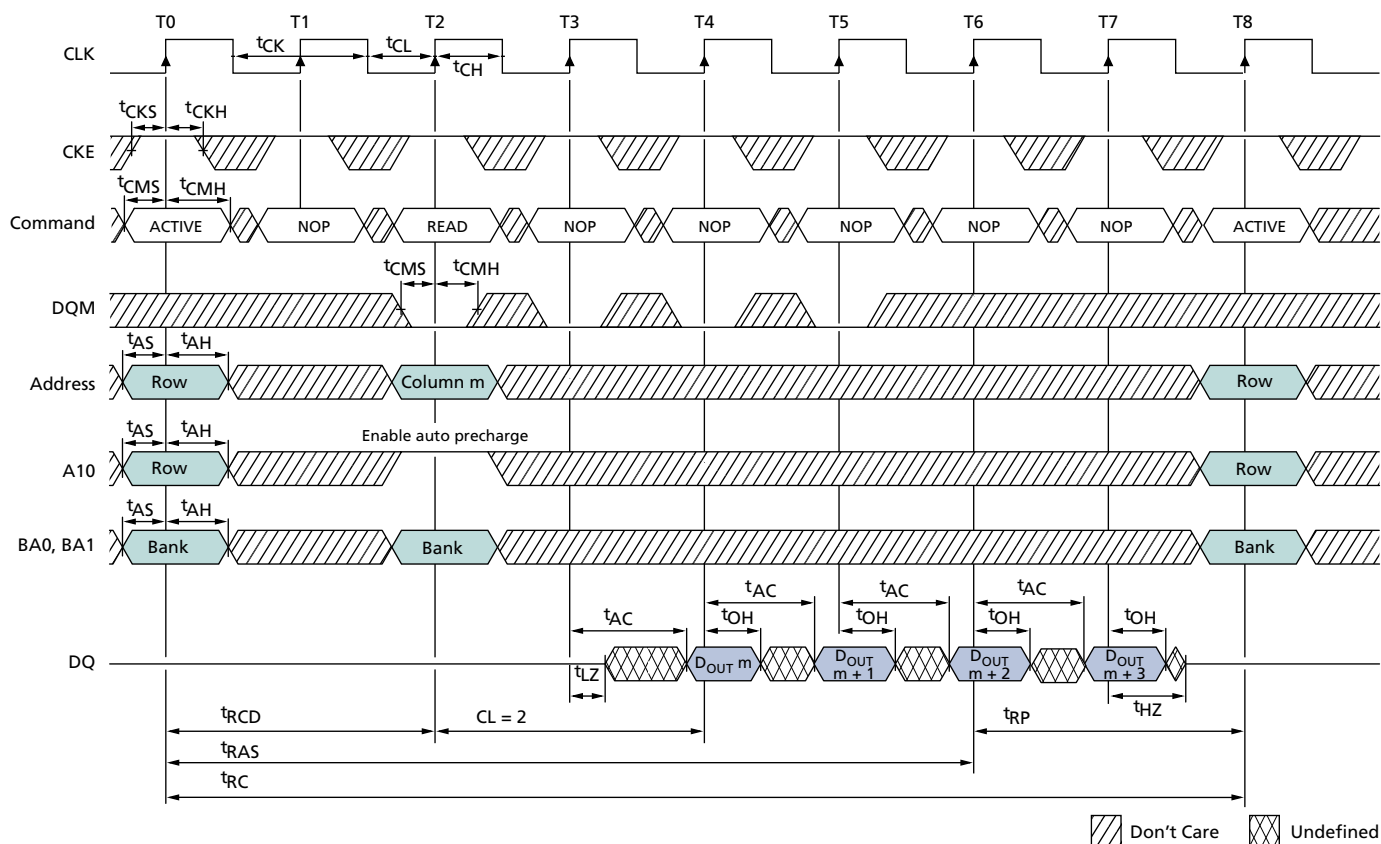 T0 T1 T2 T3 T4 T5 T6 T7 T8
CLK
tCK tCL
tCH
tCKS tCKH
CKE
tCMS tCMH
Command ACTIVE NOP READ NOP NOP NOP NOP NOP ACTIVE
tCMS tCMH
DQM
tAS tAH
Address Row Column m Row
tAS tAH Enable auto precharge
A10 Row Row
tAS tAH
BA0, BA1 Bank Bank Bank
tAC tAC tAC
tAC tOH tOH tOH tOH
DQ DOUT m DOUT m + 1 DOUT m + 2 DOUT m + 3
tLZ tHZ
tRCD CL = 2 tRP
tRAS
tRC
Don't Care Undefined